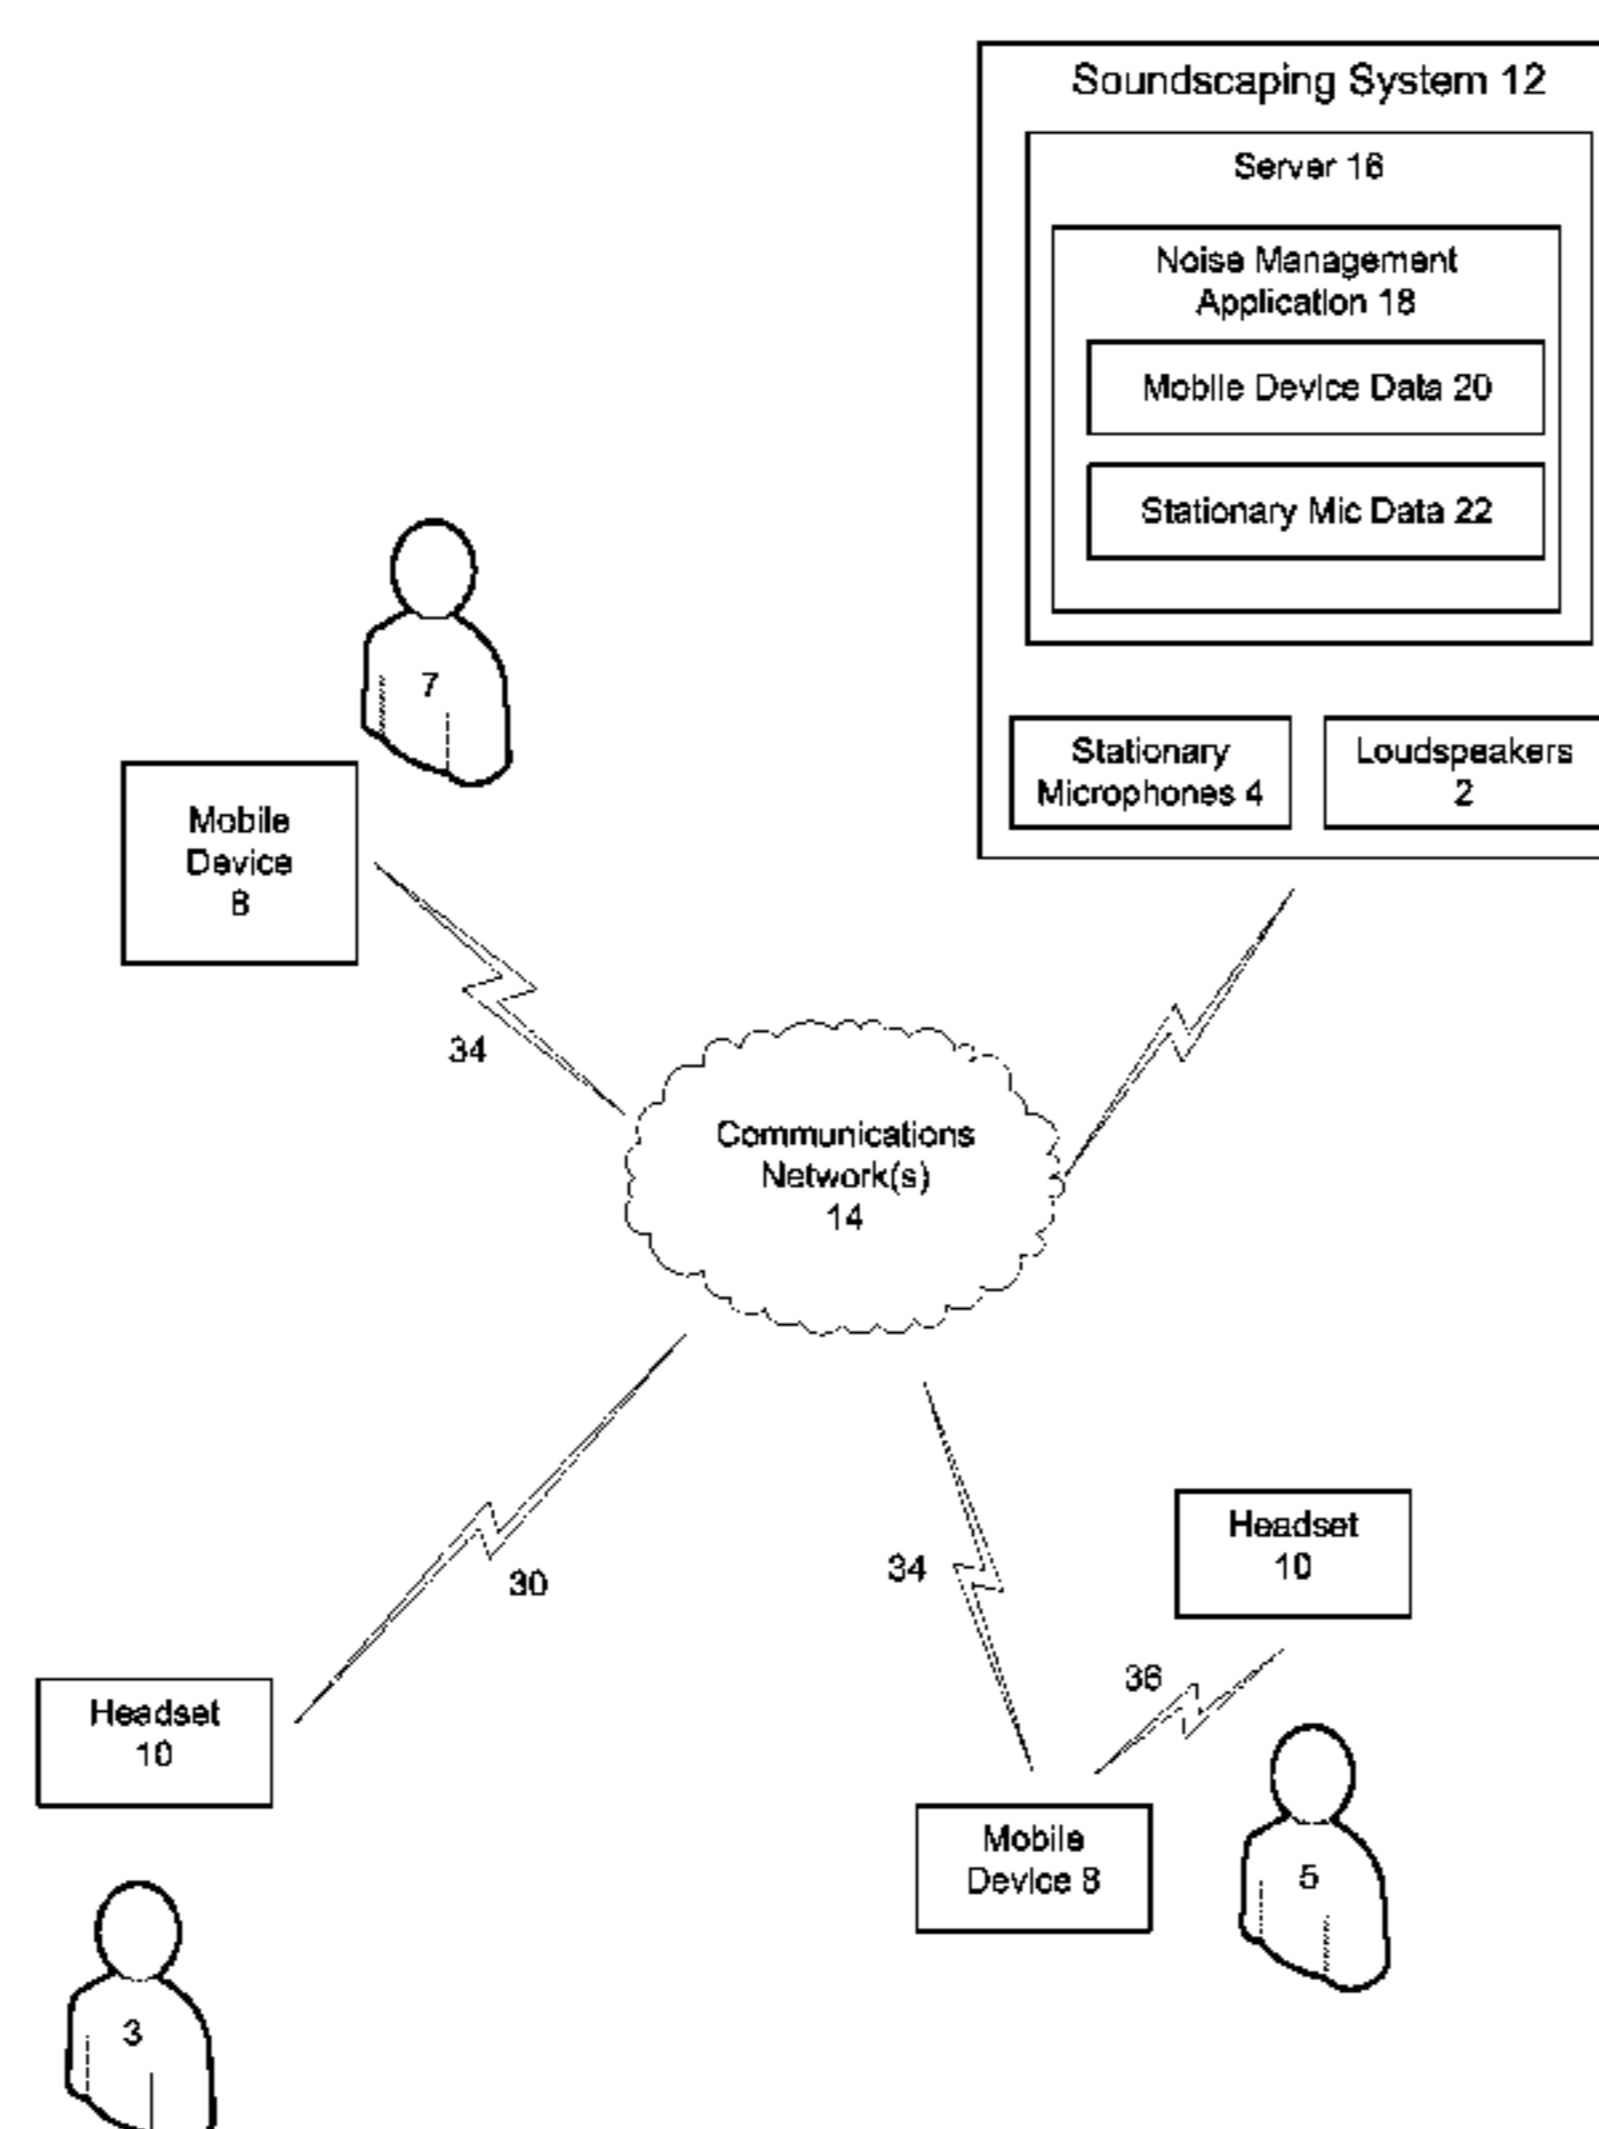 Soundscaping System 12
Server 16
Noise Management
Application 18
Mobile Device Data 20
Stationary Mic Data 22
Stationary
Microphones 4
Loudspeakers
2
7
Mobile
Device
8
34
Communications
Network(s)
14
30
34
Headset
10
36
Headset
10
Mobile
Device 8
5
3